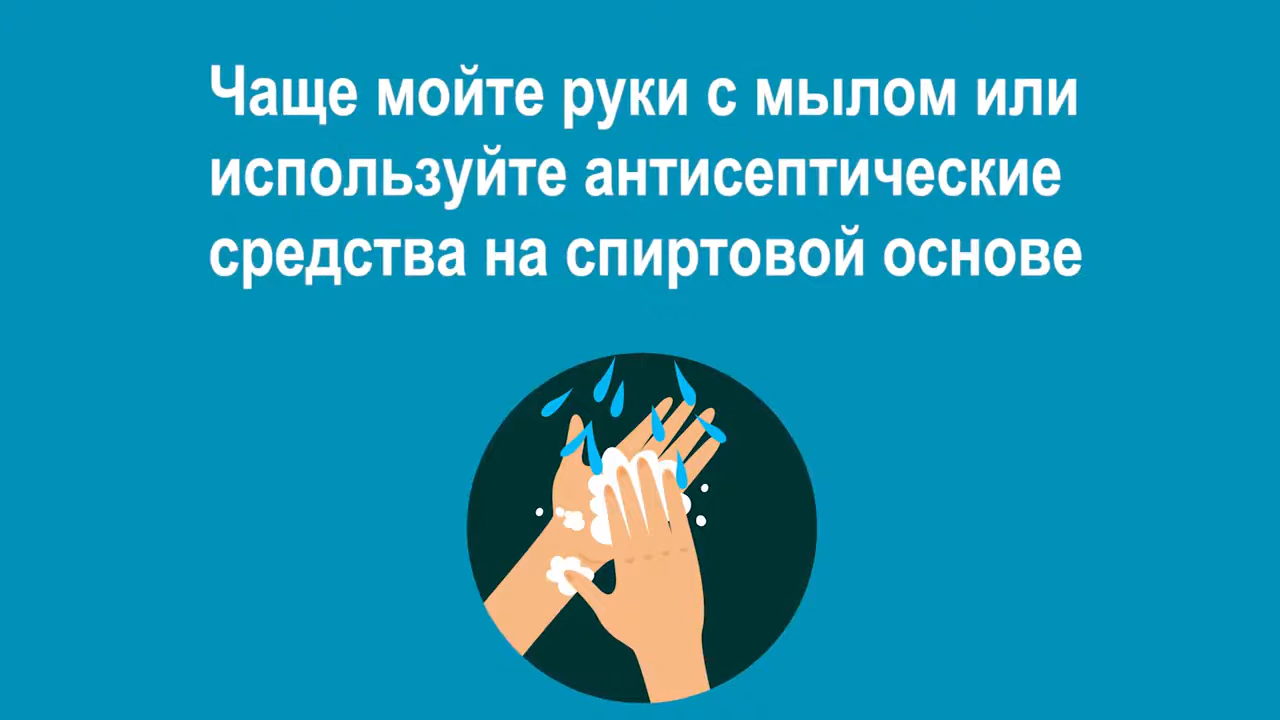 Чаще мойте руки с мылом или
используйте антисептические
средства на спиртовой основе